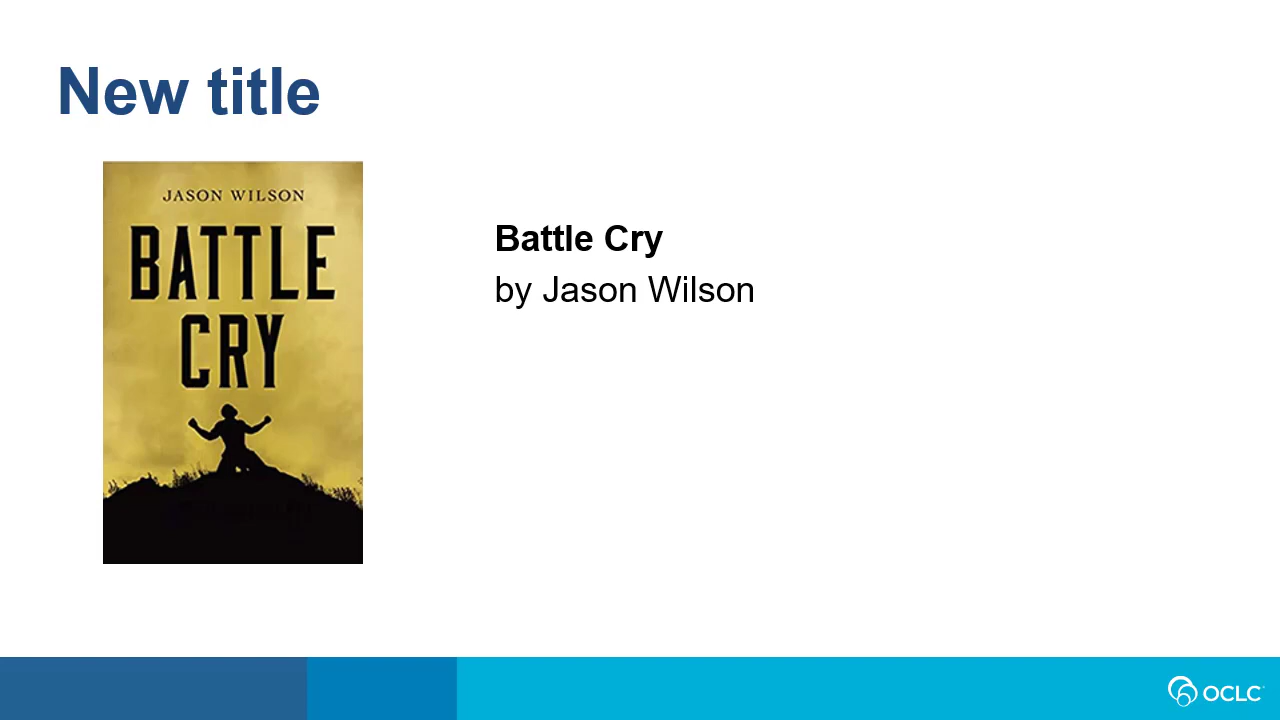 New title
JASON WILSON
BATTLE
CRY
Battle Cry
by Jason Wilson
OCLC